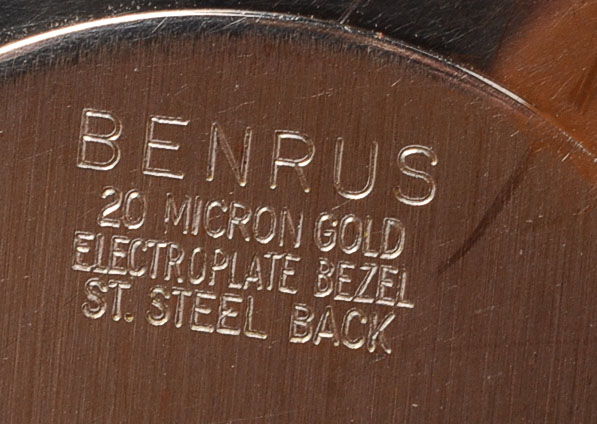 BENRUS
20 MICRON GOLD
ELECTROPLATE BEZEL
ST. STEEL BACK